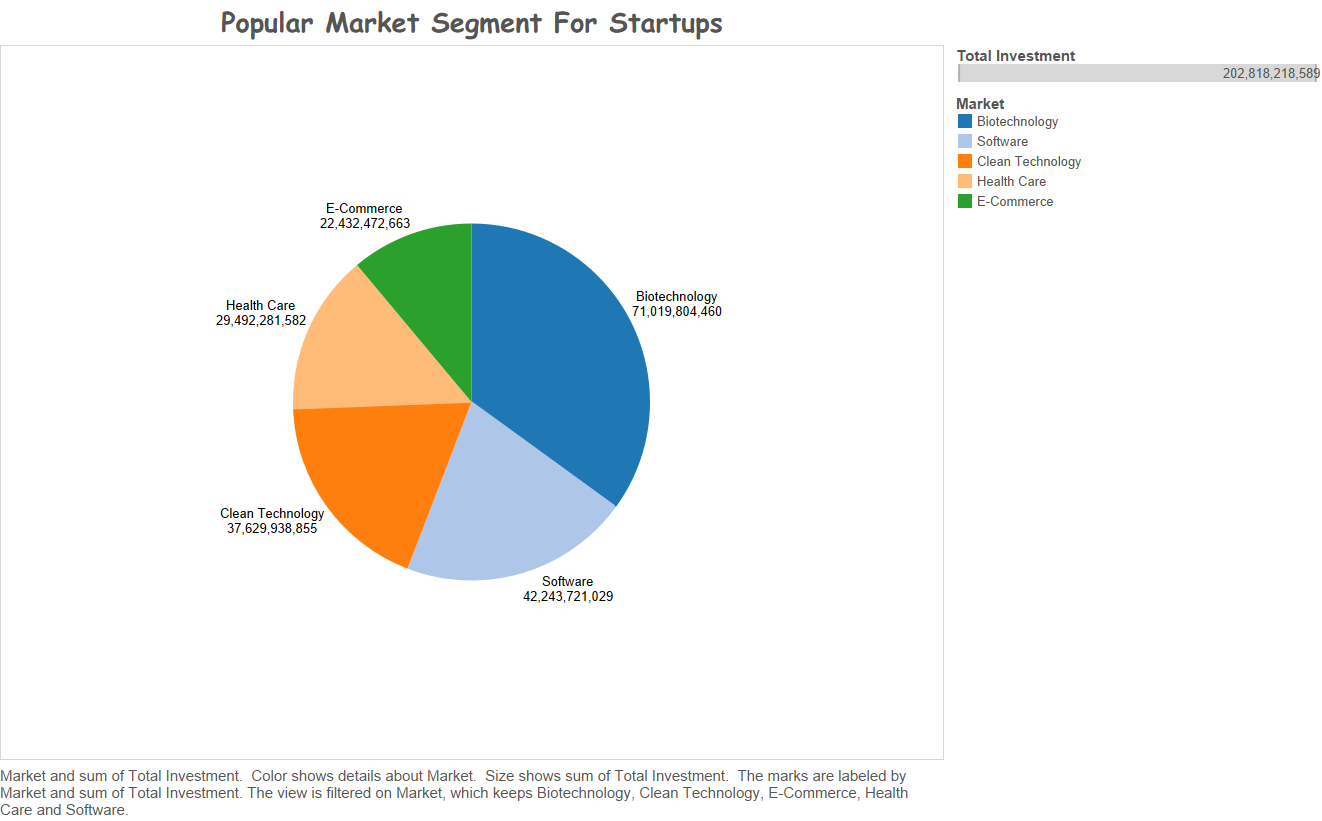 Popular Market Segment For Startups
Total Investment
202,818,218,589
Market
Biotechnology
Software
Clean Technology
Health Care
E-Commerce
E-Commerce
22,432,472,663
Biotechnology
71,019,804,460
Health Care
29,492,281,582
Clean Technology
37,629,938,855
Software
42,243,721,029
Market and sum of Total Investment.  Color shows details about Market.  Size shows sum of Total Investment.  The marks are labeled by
Market and sum of Total Investment. The view is filtered on Market, which keeps Biotechnology, Clean Technology, E-Commerce, Health
Care and Software.